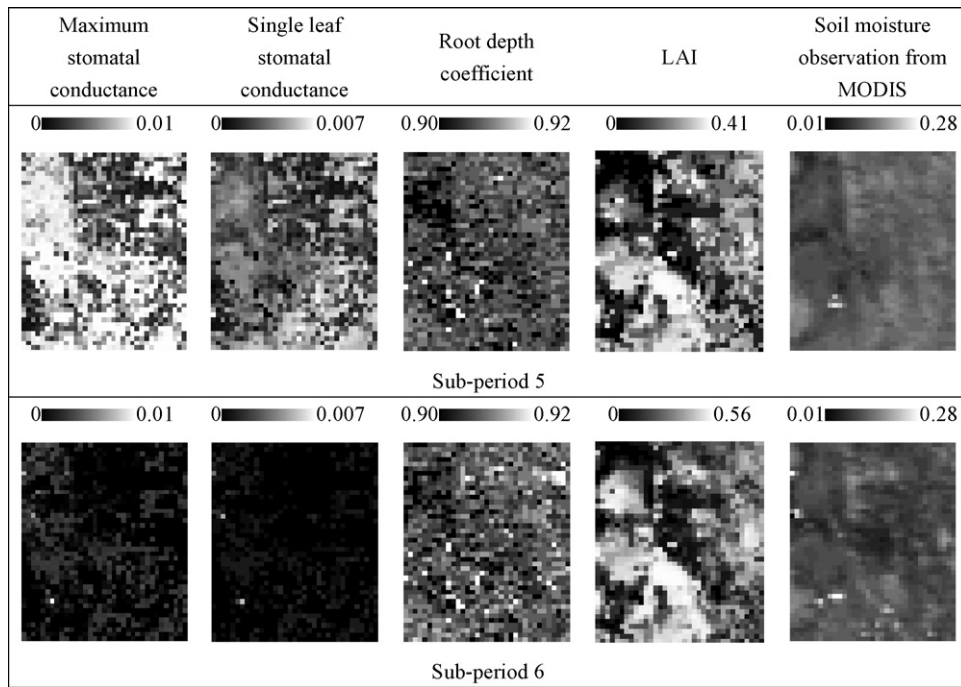 Maximum
stomatal
conductance
Single leaf
stomatal
conductance
Root depth
coefficient
LAI
Soil moisture
observation from
MODIS
0 0.01
0 0.007
0.90 0.92
0 0.41
0.01 0.28
Sub-period 5
0 0.01
0 0.007
0.90 0.92
0 0.56
0.01 0.28
Sub-period 6